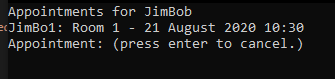 Appointments for JimBob
JimBo1: Room 1 - 21 August 2020 10:30
Appointment: (press enter to cancel.)